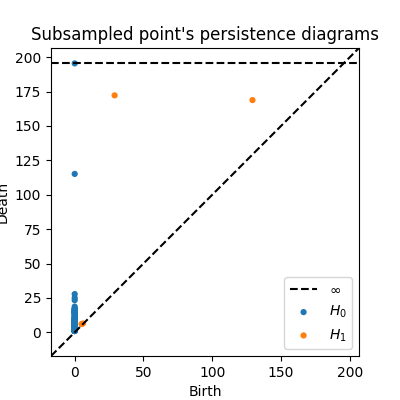 Subsampled point's persistence diagrams
200
175
150
125
100
75
50
25
0
Death
0 50 100 150 200
Birth
∞
H₀
H₁